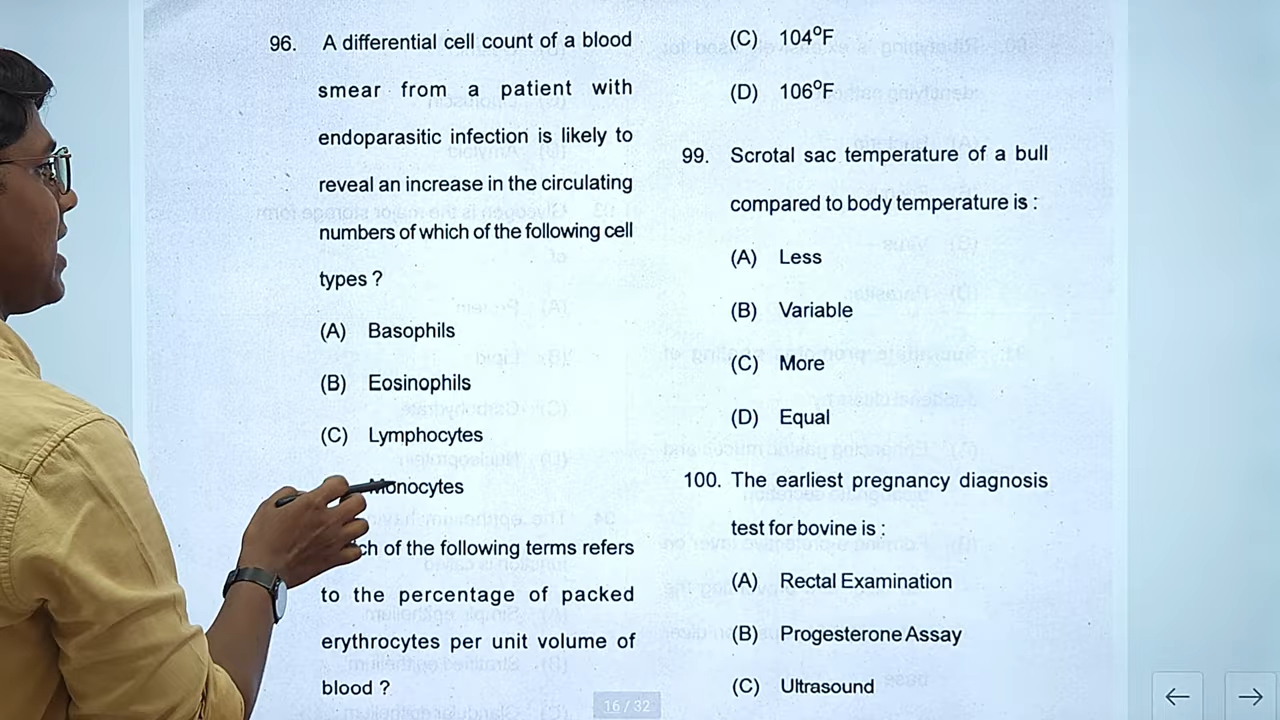 96. A differential cell count of a blood
smear from a patient with
endoparasitic infection is likely to
reveal an increase in the circulating
numbers of which of the following cell
types ?
(A) Basophils
(B) Eosinophils
(C) Lymphocytes
Monocytes
ch of the following terms refers
to the percentage of packed
erythrocytes per unit volume of
blood ?
(C) 104⁰F
(D) 106⁰F
99. Scrotal sac temperature of a bull
compared to body temperature is :
(A) Less
(B) Variable
(C) More
(D) Equal
100. The earliest pregnancy diagnosis
test for bovine is :
(A) Rectal Examination
(B) Progesterone Assay
(C) Ultrasound
16 / 32